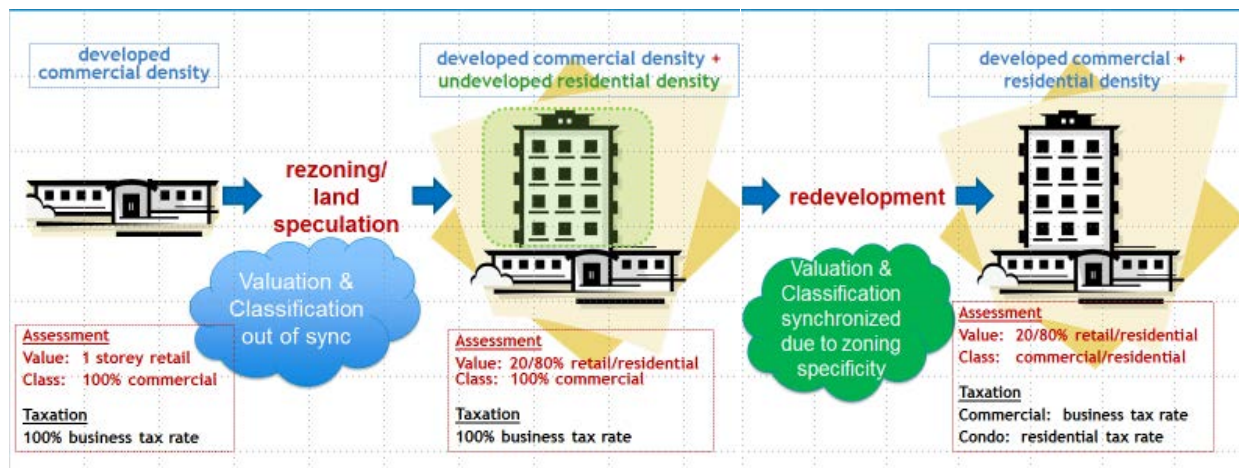 developed
commercial density
rezoning/
land
speculation
Valuation &
Classification
out of sync
Assessment
Value: 1 storey retail
Class: 100% commercial
Taxation
100% business tax rate
developed commercial density +
undeveloped residential density
Assessment
Value: 20/80% retail/residential
Class: 100% commercial
Taxation
100% business tax rate
redevelopment
Valuation &
Classification
synchronized
due to zoning
specificity
developed commercial +
residential density
Assessment
Value: 20/80% retail/residential
Class: commercial/residential
Taxation
Commercial: business tax rate
Condo: residential tax rate